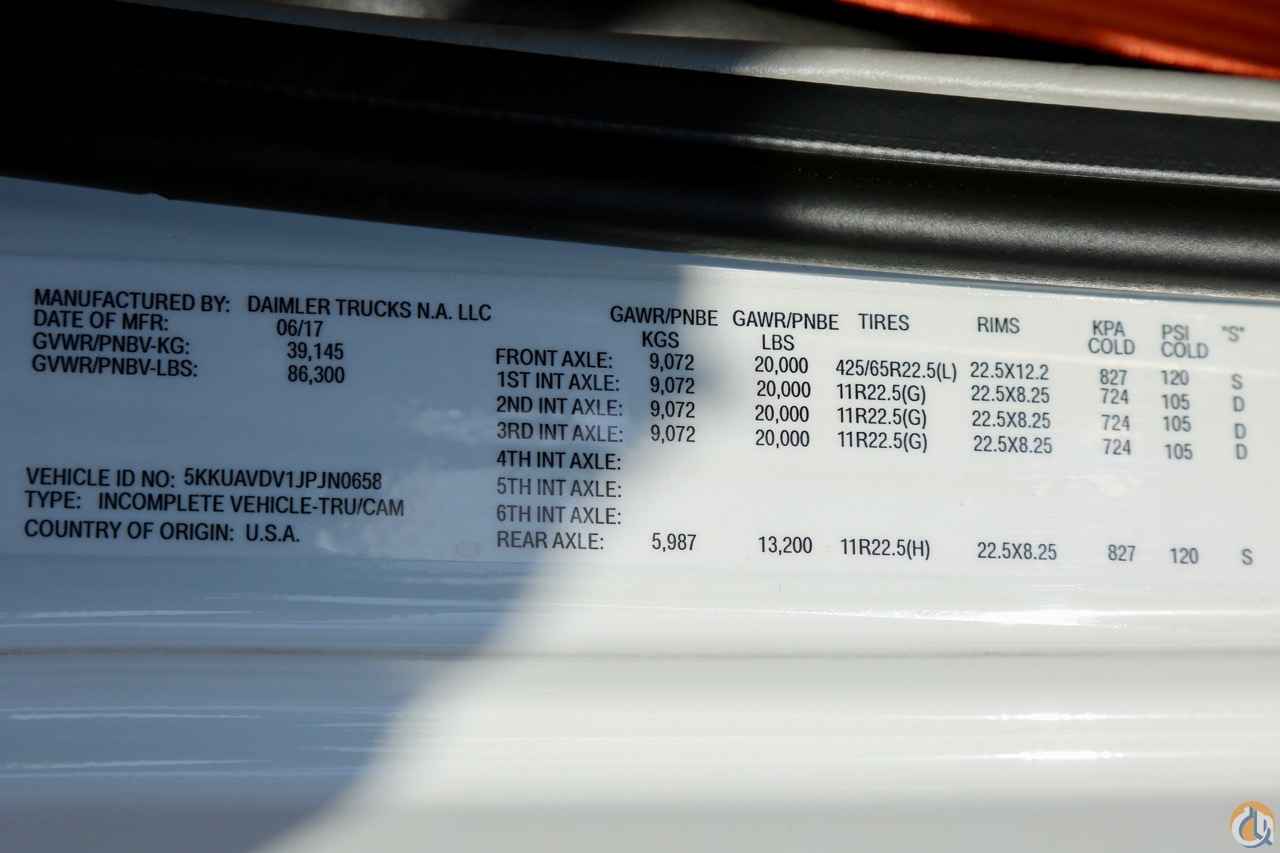 MANUFACTURED BY: DAIMLER TRUCKS N.A. LLC
DATE OF MFR: 06/17
GVWR/PNBV-KG: 39,145
GVWR/PNBV-LBS: 86,300
VEHICLE ID NO: 5KKUAVDV1JPJN0658
TYPE: INCOMPLETE VEHICLE-TRU/CAM
COUNTRY OF ORIGIN: U.S.A.
GAWR/PNBE GAWR/PNBE TIRES RIMS KPA PSI "S"
KGS LBS COLD COLD
FRONT AXLE: 9,072 20,000 425/65R22.5(L) 22.5X12.2 827 120 S
1ST INT AXLE: 9,072 20,000 11R22.5(G) 22.5X8.25 724 105 D
2ND INT AXLE: 9,072 20,000 11R22.5(G) 22.5X8.25 724 105 D
3RD INT AXLE: 9,072 20,000 11R22.5(G) 22.5X8.25 724 105 D
4TH INT AXLE:
5TH INT AXLE:
6TH INT AXLE:
REAR AXLE: 5,987 13,200 11R22.5(H) 22.5X8.25 827 120 S